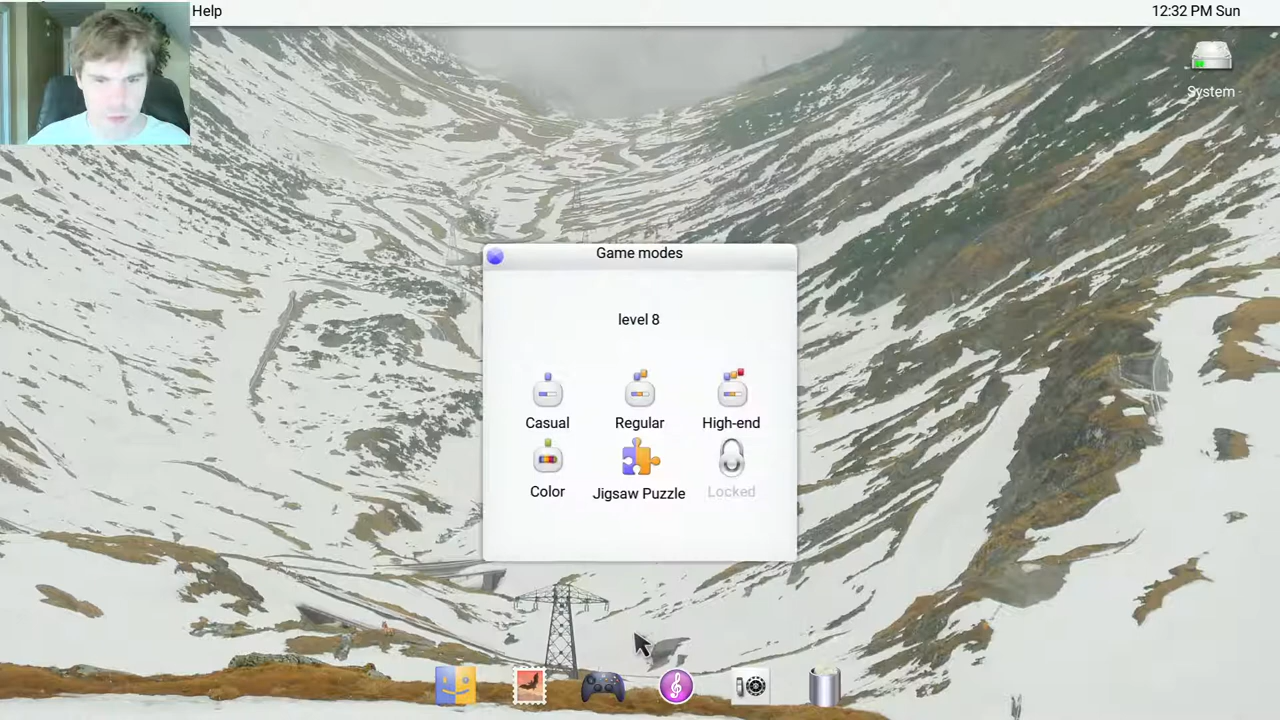 Help
12:32 PM Sun
System
Game modes
level 8
Casual
Regular
High-end
Color
Jigsaw Puzzle
Locked